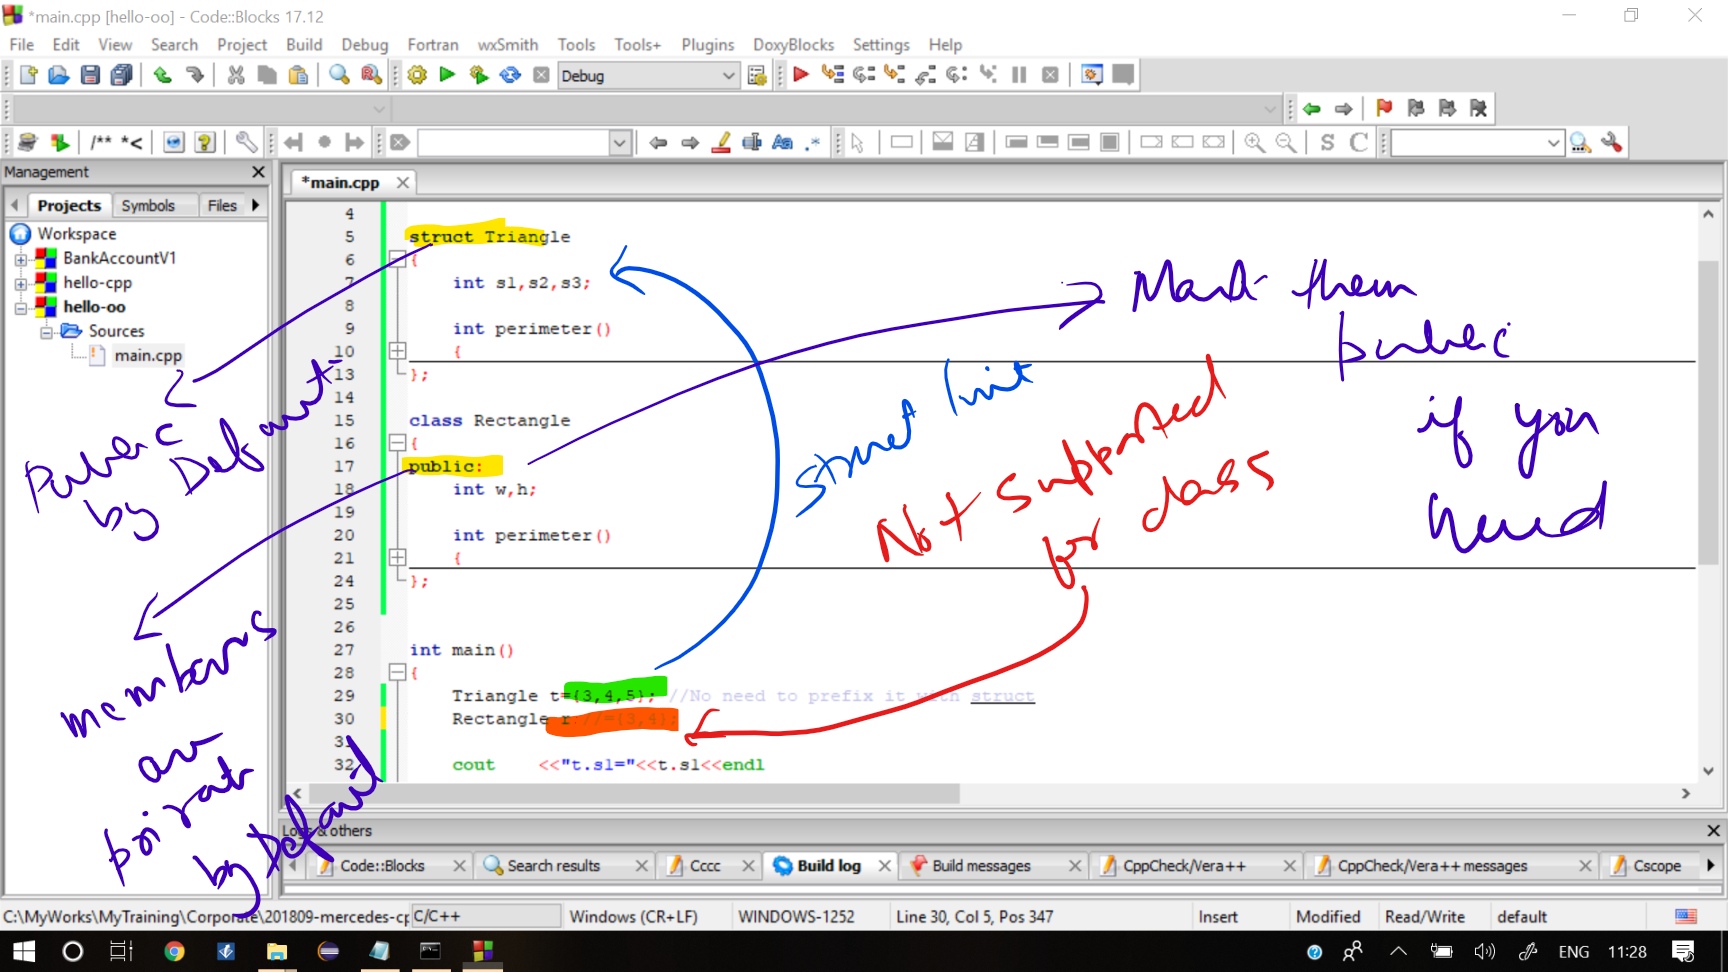 *main.cpp [hello-oo] - Code::Blocks 17.12
File Edit View Search Project Build Debug Fortran wxSmith Tools Tools+ Plugins DoxyBlocks Settings Help
Debug
/** *<
S C
Management
*main.cpp
Projects Symbols Files
Workspace
BankAccountV1
hello-cpp
hello-oo
Sources
main.cpp
4
5 struct Triangle
6 {
7 int s1,s2,s3;
8
9 int perimeter()
10 {
13 };
14
15 class Rectangle
16 {
17 public:
18 int w,h;
19
20 int perimeter()
21 {
24 };
25
26
27 int main()
28 {
29 Triangle t={3,4,5}; //No need to prefix it with struct
30 Rectangle r;//={3,4};
31
32 cout <<"t.s1="<<t.s1<<endl
Public
by Default
members
are
private
by Default
struct Init
Not supported
for class
Mark them
public
if you
need
Logs & others
Code::Blocks Search results Cccc Build log Build messages CppCheck/Vera++ CppCheck/Vera++ messages Cscope
C:\MyWorks\MyTraining\Corporate\201809-mercedes-cp C/C++ Windows (CR+LF) WINDOWS-1252 Line 30, Col 5, Pos 347 Insert Modified Read/Write default
ENG 11:28